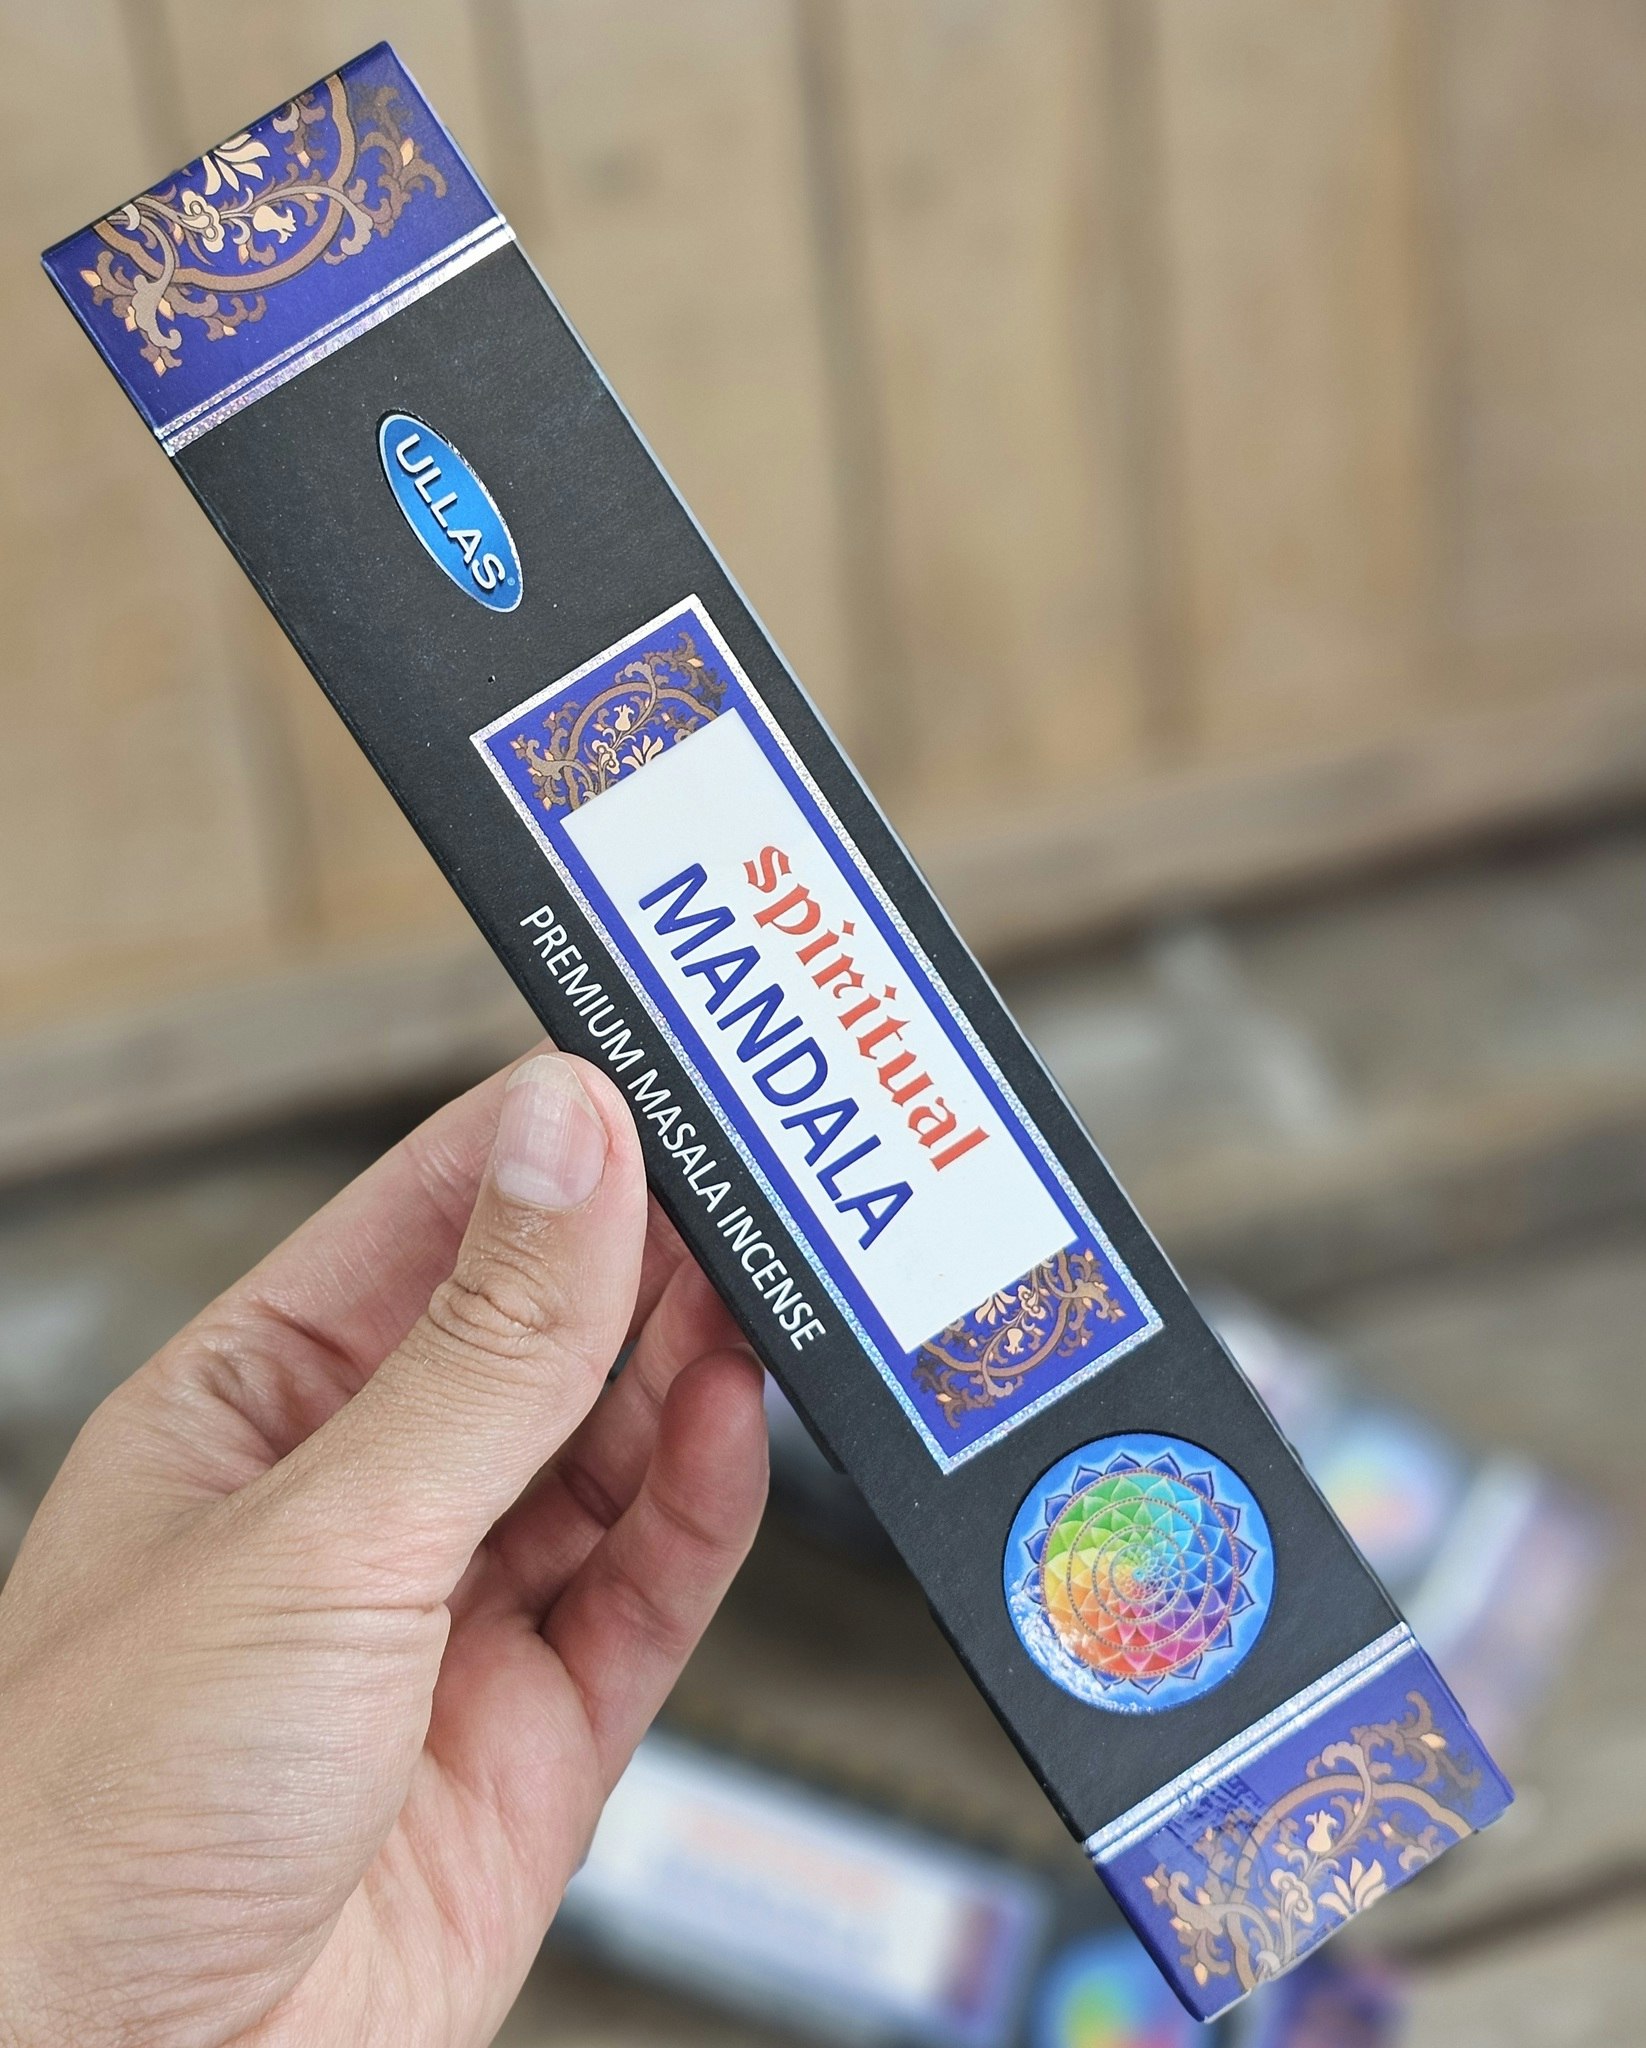 ULLAS
spiritual
MANDALA
PREMIUM MASALA INCENSE